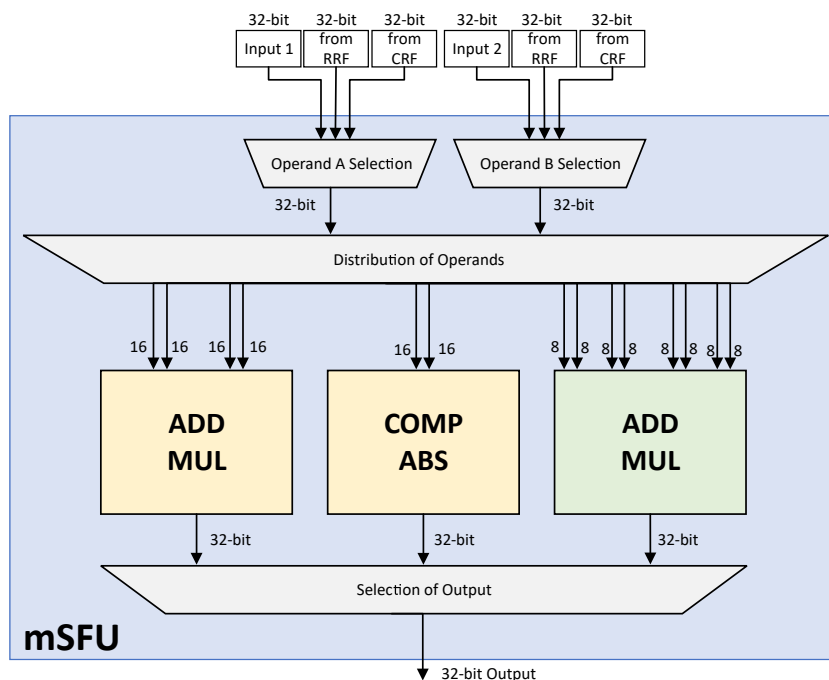 32-bit 32-bit 32-bit 32-bit 32-bit 32-bit
Input 1 from RRF from CRF Input 2 from RRF from CRF
Operand A Selection Operand B Selection
32-bit 32-bit
Distribution of Operands
16 16 16 16 16 16 8 8 8 8 8 8 8 8
ADD MUL
COMP ABS
ADD MUL
32-bit 32-bit 32-bit
Selection of Output
mSFU
32-bit Output